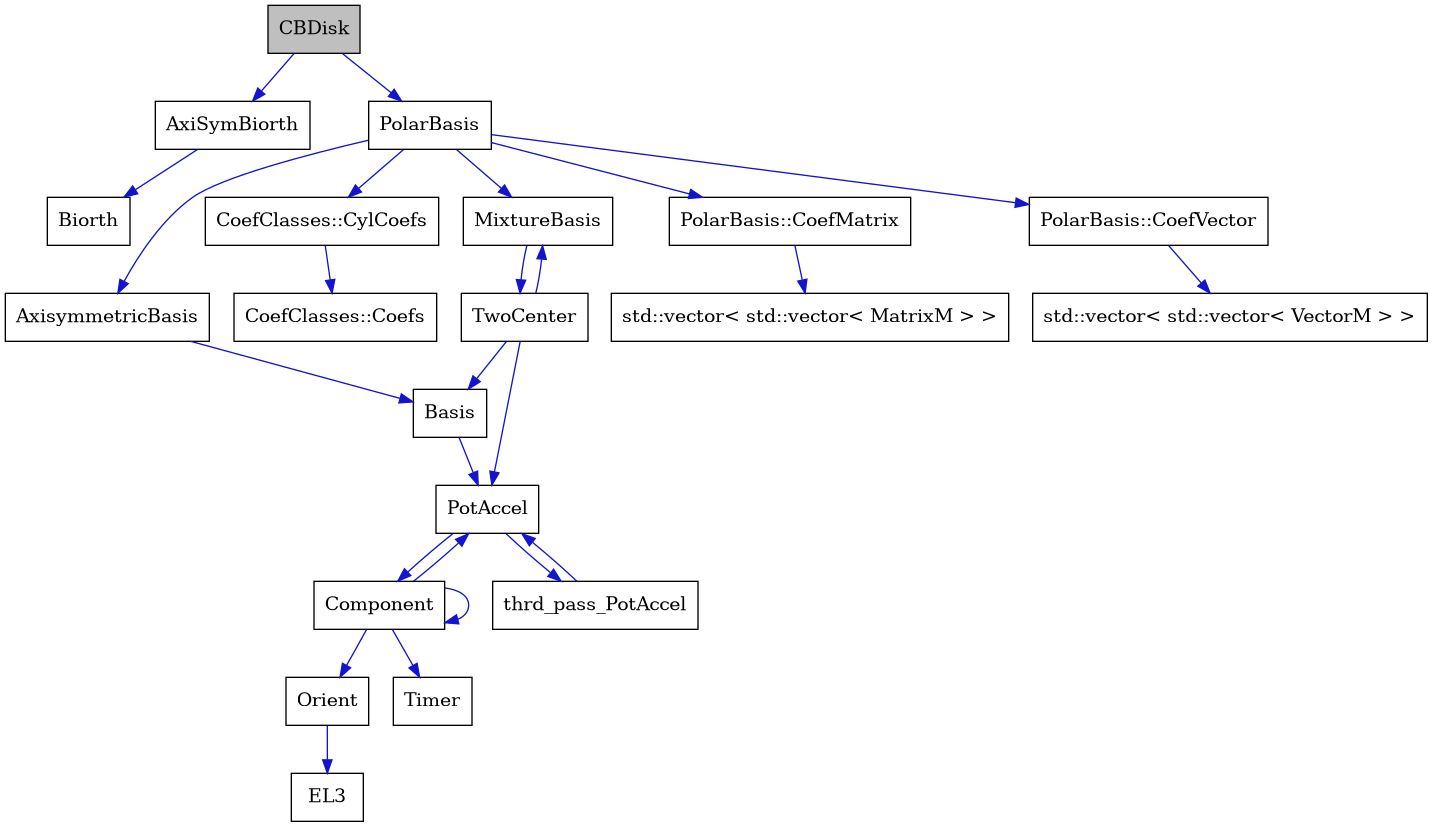 CBDisk
AxiSymBiorth
PolarBasis
Biorth
CoefClasses::CylCoefs
MixtureBasis
PolarBasis::CoefMatrix
PolarBasis::CoefVector
AxisymmetricBasis
CoefClasses::Coefs
TwoCenter
std::vector< std::vector< MatrixM > >
std::vector< std::vector< VectorM > >
Basis
PotAccel
Component
thrd_pass_PotAccel
Orient
Timer
EL3